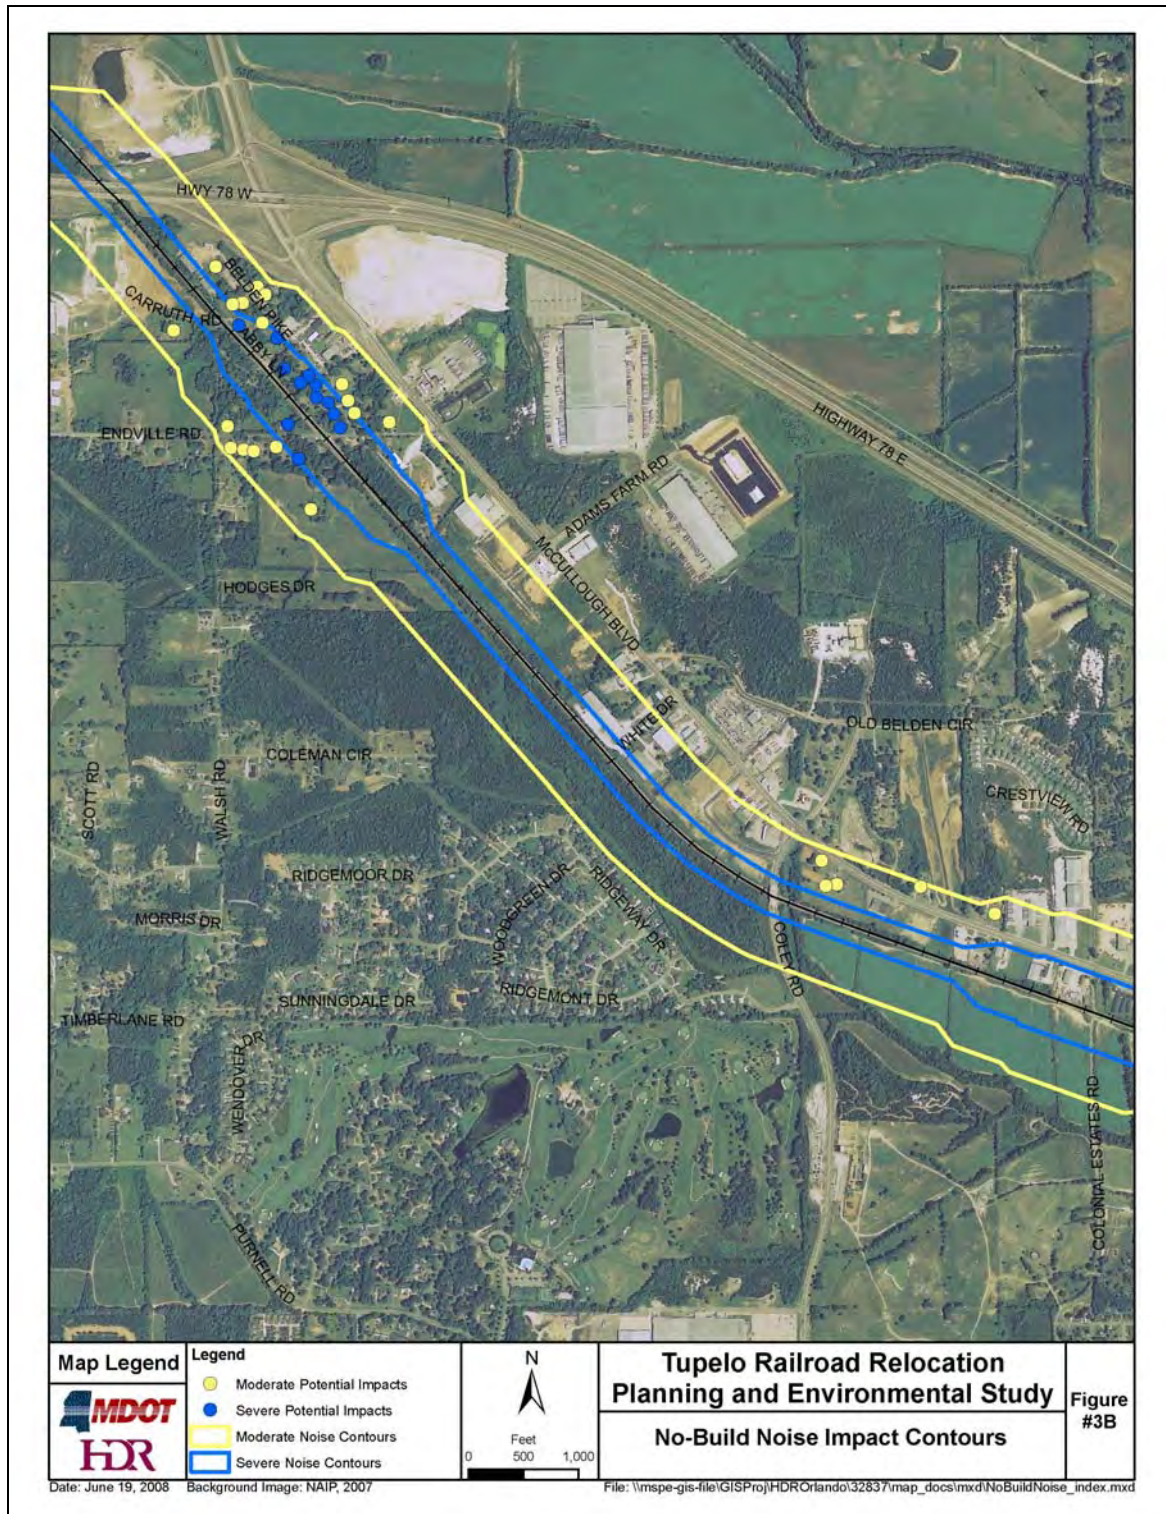 HWY 78 W
BELDEN PIKE
CARRUTH RD
ABBY LN
ENDVILLE RD
HIGHWAY 78 E
ADAMS FARM RD
McCULLOUGH BLVD
HODGES DR
WHITE DR
OLD BELDEN CIR
COLEMAN CIR
SCOTT RD
WALSH RD
CRESTVIEW RD
RIDGEMOOR DR
WOODGREEN DR
RIDGEWAY DR
MORRIS DR
COLEY RD
SUNNINGDALE DR
RIDGEMONT DR
TIMBERLANE RD
WENDOVER DR
COLONIAL ESTATES RD
PURNELL RD
Map Legend
MDOT
HDR
Legend
Moderate Potential Impacts
Severe Potential Impacts
Moderate Noise Contours
Severe Noise Contours
N
Feet
0 500 1,000
Tupelo Railroad Relocation
Planning and Environmental Study
No-Build Noise Impact Contours
Figure
#3B
Date: June 19, 2008 Background Image: NAIP, 2007 File: \\mspe-gis-file\GISProj\HDROrlando\32837\map_docs\mxd\NoBuildNoise_index.mxd